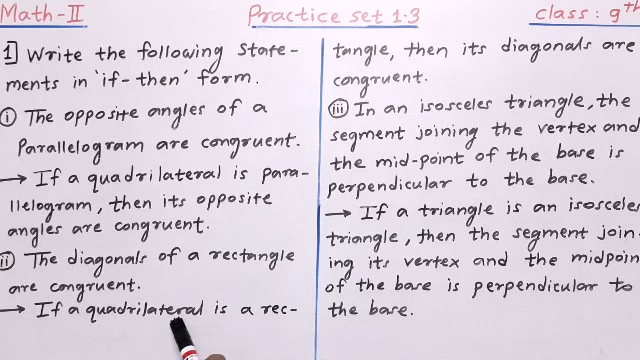 Math-II
Practice set 1.3
class: 9th
1 Write the following state-
ments in 'if-then' form.
i The opposite angles of a
Parallelogram are congruent.
→ If a quadrilateral is para-
llelogram, then its opposite
angles are congruent.
ii The diagonals of a rectangle
are congruent.
→ If a quadrilateral is a rec-
tangle, then its diagonals are
congruent.
iii In an isosceles triangle, the
segment joining the vertex and
the mid-point of the base is
perpendicular to the base.
→ If a triangle is an isosceles
triangle, then the segment join-
ing its vertex and the midpoin
of the base is perpendicular to
the base.